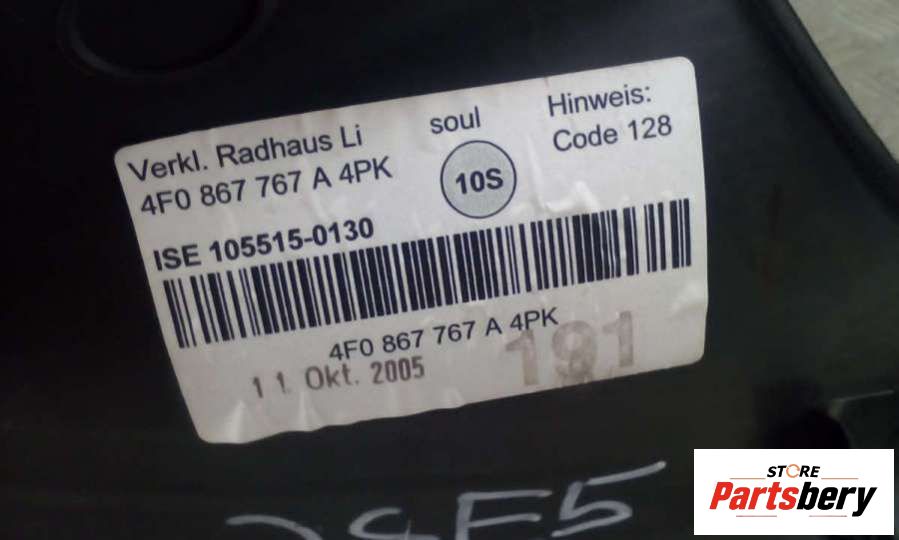 Verkl. Radhaus Li
4F0 867 767 A 4PK
soul
10S
Hinweis:
Code 128
ISE 105515-0130
4F0 867 767 A 4PK
11. Okt. 2005
191
STORE
Partsbery